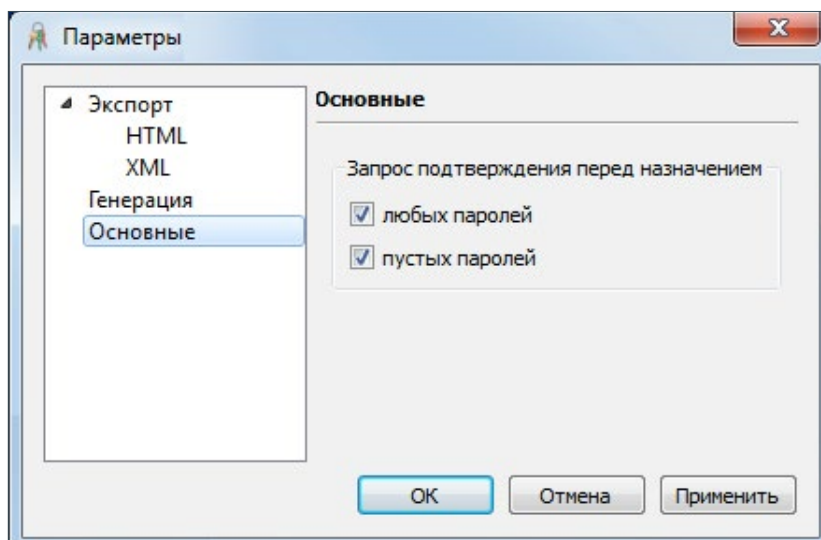 Параметры
Экспорт
HTML
XML
Генерация
Основные
Основные
Запрос подтверждения перед назначением
любых паролей
пустых паролей
OK
Отмена
Применить